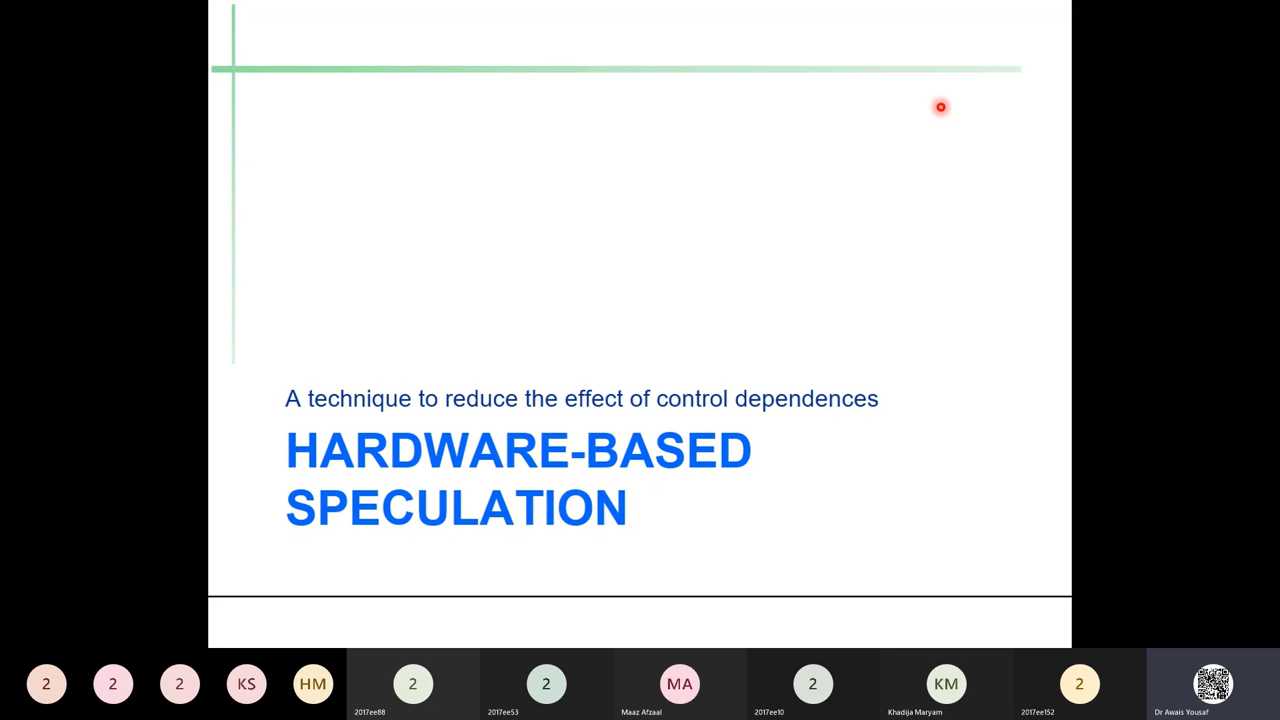 A technique to reduce the effect of control dependences
HARDWARE-BASED
SPECULATION
2
2
2
KS
HM
2
2
MA
2
KM
2
2017ee88
2017ee53
Maaz Afzaal
2017ee10
Khadija Maryam
2017ee152
Dr Awais Yousaf